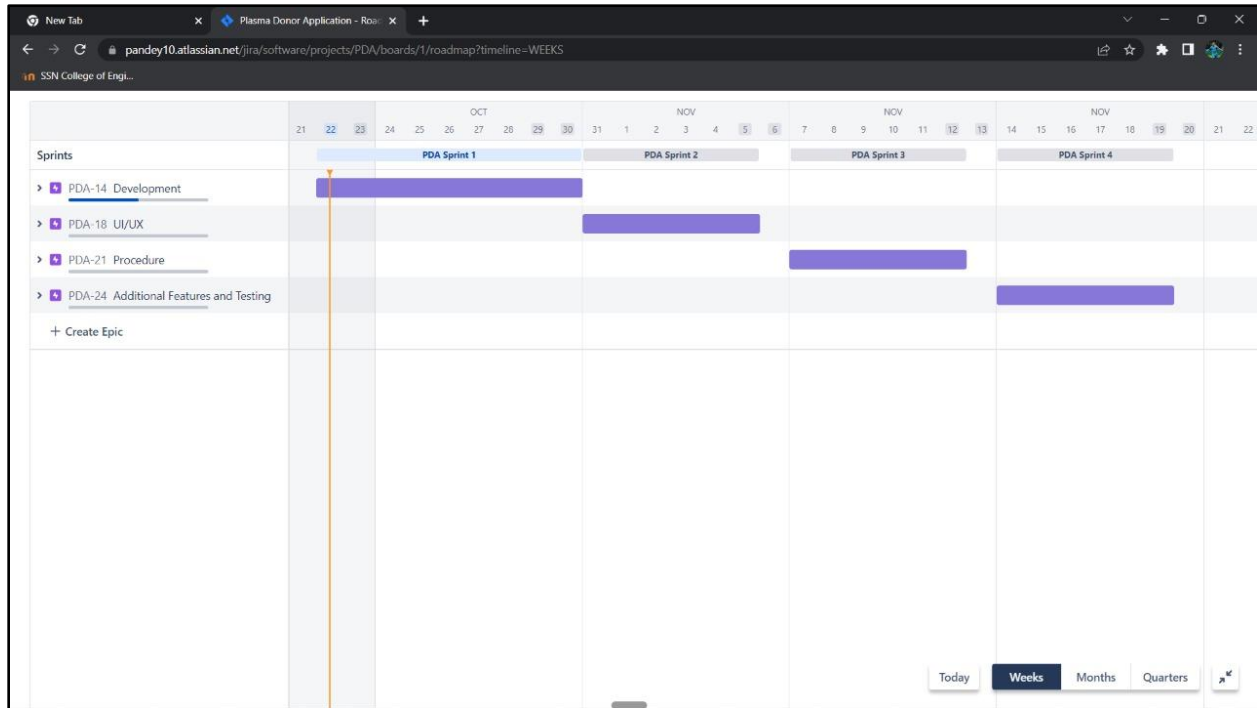 New Tab
Plasma Donor Application - Roa
pandey10.atlassian.net/jira/software/projects/PDA/boards/1/roadmap?timeline=WEEKS
in SSN College of Engi...
OCT NOV NOV NOV
21 22 23 24 25 26 27 28 29 30 31 1 2 3 4 5 6 7 8 9 10 11 12 13 14 15 16 17 18 19 20 21 22
Sprints PDA Sprint 1 PDA Sprint 2 PDA Sprint 3 PDA Sprint 4
PDA-14 Development
PDA-18 UI/UX
PDA-21 Procedure
PDA-24 Additional Features and Testing
+ Create Epic
Today Weeks Months Quarters